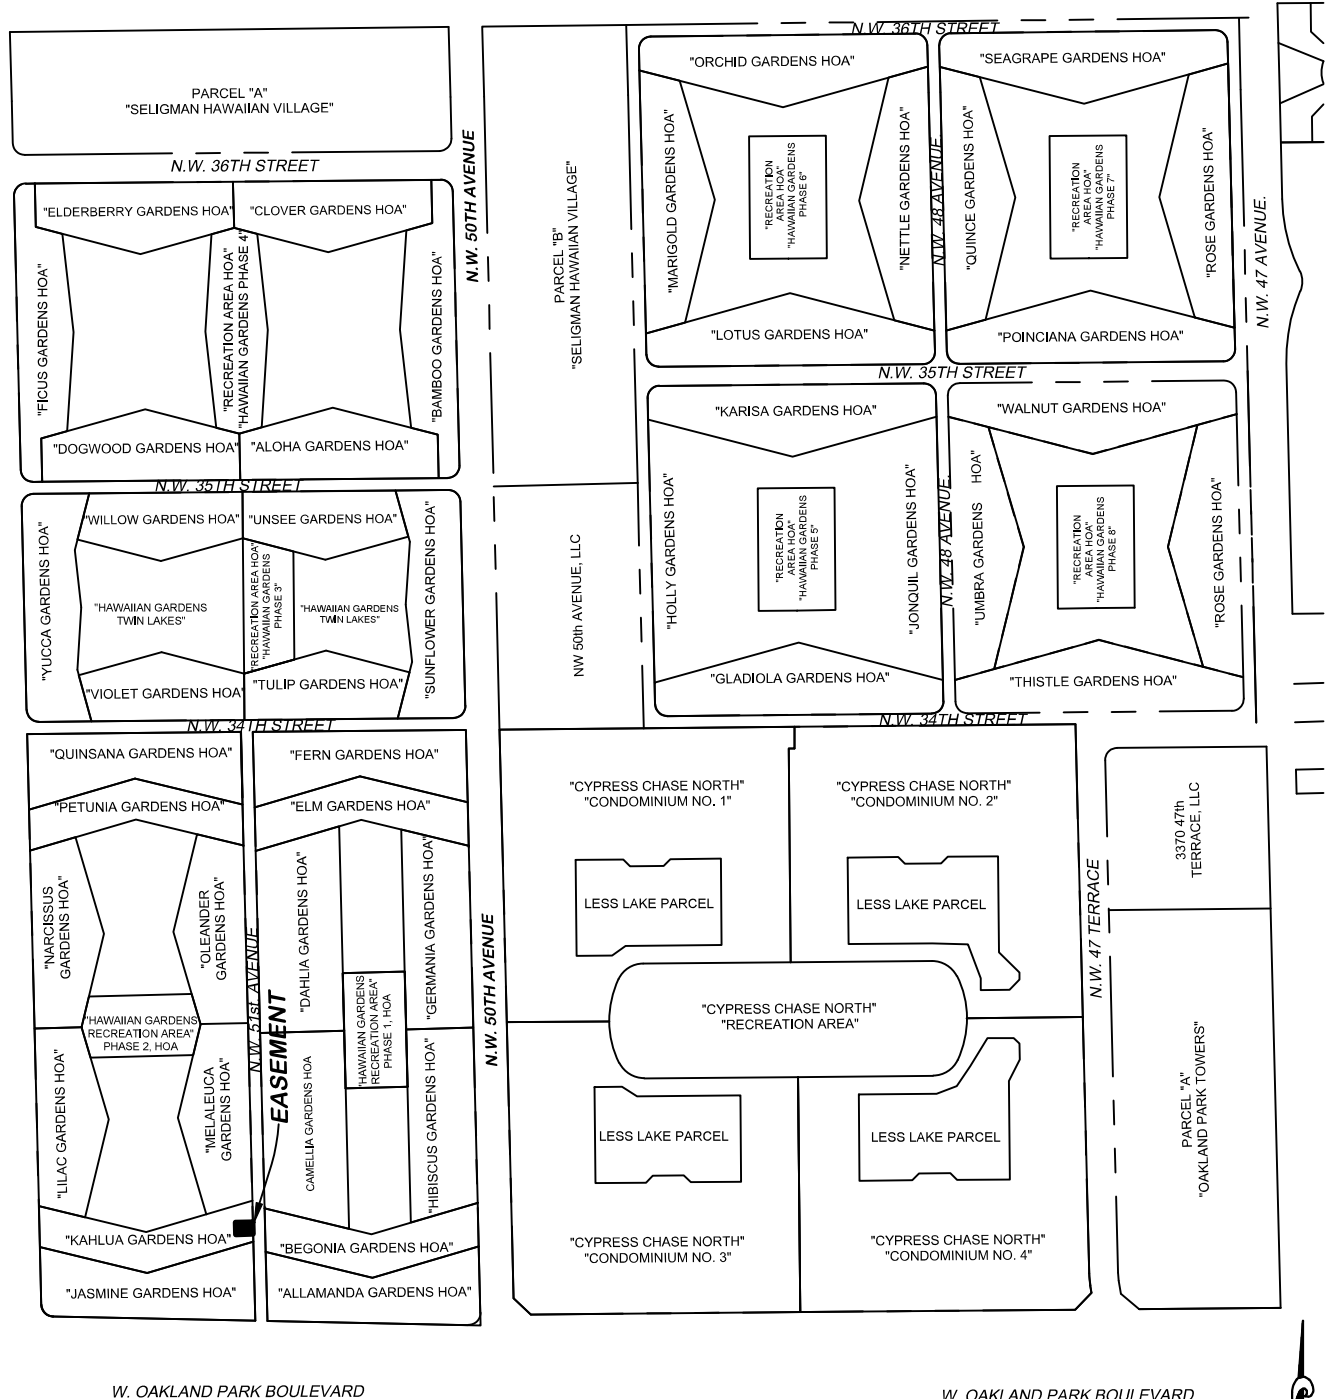 N.W. 36TH STREET
PARCEL "A"
"SELIGMAN HAWAIIAN VILLAGE"
N.W. 36TH STREET
N.W. 50TH AVENUE
"ELDERBERRY GARDENS HOA"
"CLOVER GARDENS HOA"
"FICUS GARDENS HOA"
"RECREATION AREA HOA"
"HAWAIIAN GARDENS PHASE 4"
"BAMBOO GARDENS HOA"
"DOGWOOD GARDENS HOA"
"ALOHA GARDENS HOA"
N.W. 35TH STREET
PARCEL "B"
"SELIGMAN HAWAIIAN VILLAGE"
NW 50th AVENUE, LLC
"ORCHID GARDENS HOA"
"MARIGOLD GARDENS HOA"
"RECREATION
AREA HOA"
"HAWAIIAN GARDENS
PHASE 6"
"NETTLE GARDENS HOA"
"LOTUS GARDENS HOA"
N.W. 48 AVENUE.
"SEAGRAPE GARDENS HOA"
"QUINCE GARDENS HOA"
"RECREATION
AREA HOA"
"HAWAIIAN GARDENS
PHASE 7"
"ROSE GARDENS HOA"
"POINCIANA GARDENS HOA"
N.W. 47 AVENUE.
N.W. 35TH STREET
"KARISA GARDENS HOA"
"HOLLY GARDENS HOA"
"RECREATION
AREA HOA"
"HAWAIIAN GARDENS
PHASE 5"
"JONQUIL GARDENS HOA"
"GLADIOLA GARDENS HOA"
N.W. 48 AVENUE.
"WALNUT GARDENS HOA"
"UMBRA GARDENS HOA"
"RECREATION
AREA HOA"
"HAWAIIAN GARDENS
PHASE 8"
"ROSE GARDENS HOA"
"THISTLE GARDENS HOA"
N.W. 34TH STREET
"YUCCA GARDENS HOA"
"WILLOW GARDENS HOA"
"UNSEE GARDENS HOA"
"HAWAIIAN GARDENS
TWIN LAKES"
"RECREATION AREA HOA"
"HAWAIIAN GARDENS
PHASE 3"
"HAWAIIAN GARDENS
TWIN LAKES"
"SUNFLOWER GARDENS HOA"
"VIOLET GARDENS HOA"
"TULIP GARDENS HOA"
N.W. 34TH STREET
"QUINSANA GARDENS HOA"
"PETUNIA GARDENS HOA"
"NARCISSUS
GARDENS HOA"
"OLEANDER
GARDENS HOA"
"HAWAIIAN GARDENS
RECREATION AREA"
PHASE 2, HOA
"LILAC GARDENS HOA"
"MELALEUCA
GARDENS HOA"
"KAHLUA GARDENS HOA"
"JASMINE GARDENS HOA"
N.W. 51st. AVENUE
EASEMENT
"FERN GARDENS HOA"
"ELM GARDENS HOA"
"DAHLIA GARDENS HOA"
"GERMANIA GARDENS HOA"
"HAWAIIAN GARDENS
RECREATION AREA"
PHASE 1, HOA
CAMELLIA GARDENS HOA
"HIBISCUS GARDENS HOA"
"BEGONIA GARDENS HOA"
"ALLAMANDA GARDENS HOA"
N.W. 50TH AVENUE
"CYPRESS CHASE NORTH"
"CONDOMINIUM NO. 1"
LESS LAKE PARCEL
"CYPRESS CHASE NORTH"
"CONDOMINIUM NO. 2"
LESS LAKE PARCEL
"CYPRESS CHASE NORTH"
"RECREATION AREA"
LESS LAKE PARCEL
"CYPRESS CHASE NORTH"
"CONDOMINIUM NO. 3"
LESS LAKE PARCEL
"CYPRESS CHASE NORTH"
"CONDOMINIUM NO. 4"
N.W. 47 TERRACE
3370 47th
TERRACE, LLC
PARCEL "A"
"OAKLAND PARK TOWERS"
W. OAKLAND PARK BOULEVARD
W. OAKLAND PARK BOULEVARD